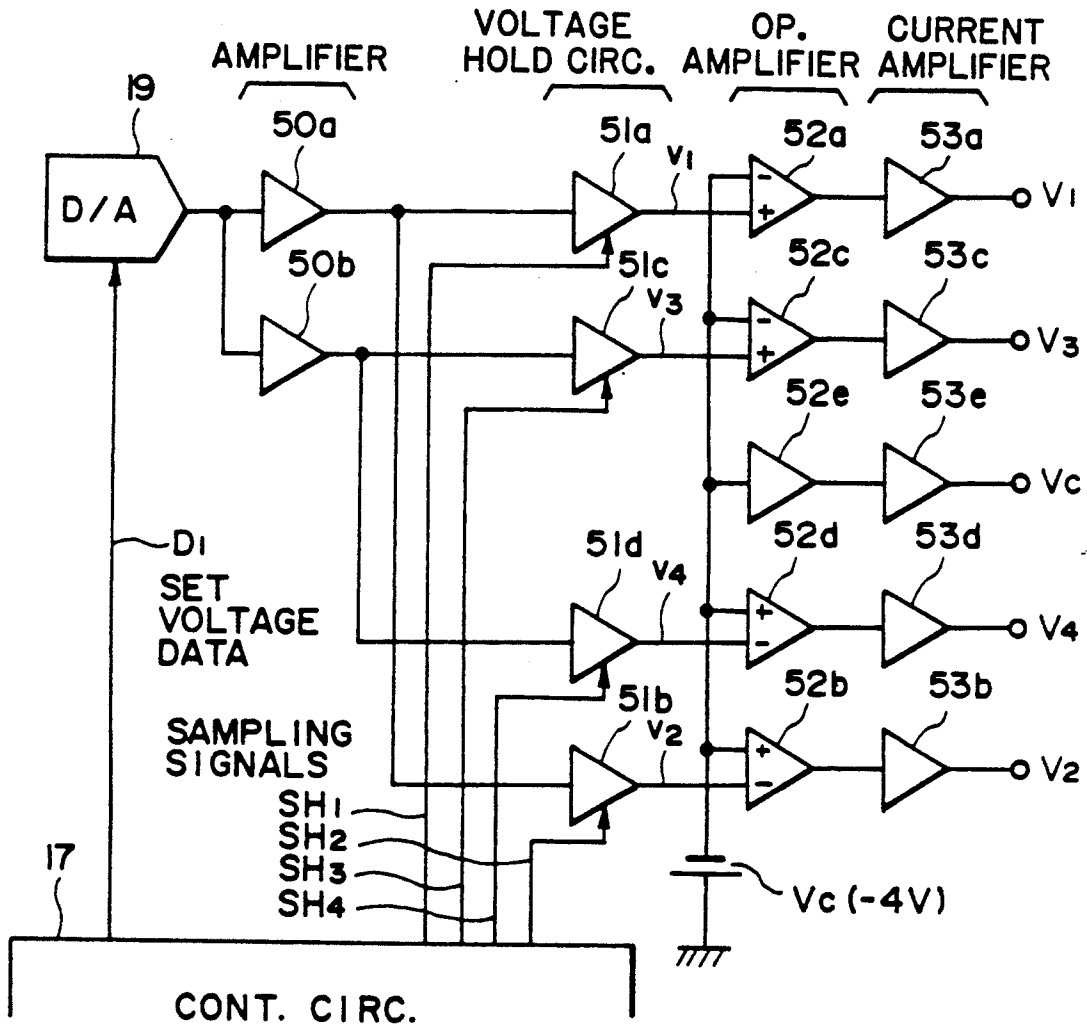 VOLTAGE
HOLD CIRC.
OP.
AMPLIFIER
CURRENT
AMPLIFIER
AMPLIFIER
19
50a
51a
v1
52a
53a
D/A
-
+
V1
50b
51c
v3
52c
53c
-
+
V3
52e
53e
Vc
D1
51d
v4
52d
53d
SET
VOLTAGE
DATA
+
-
V4
51b
v2
52b
53b
SAMPLING
SIGNALS
+
-
V2
SH1
SH2
SH3
SH4
17
Vc (-4V)
CONT. CIRC.